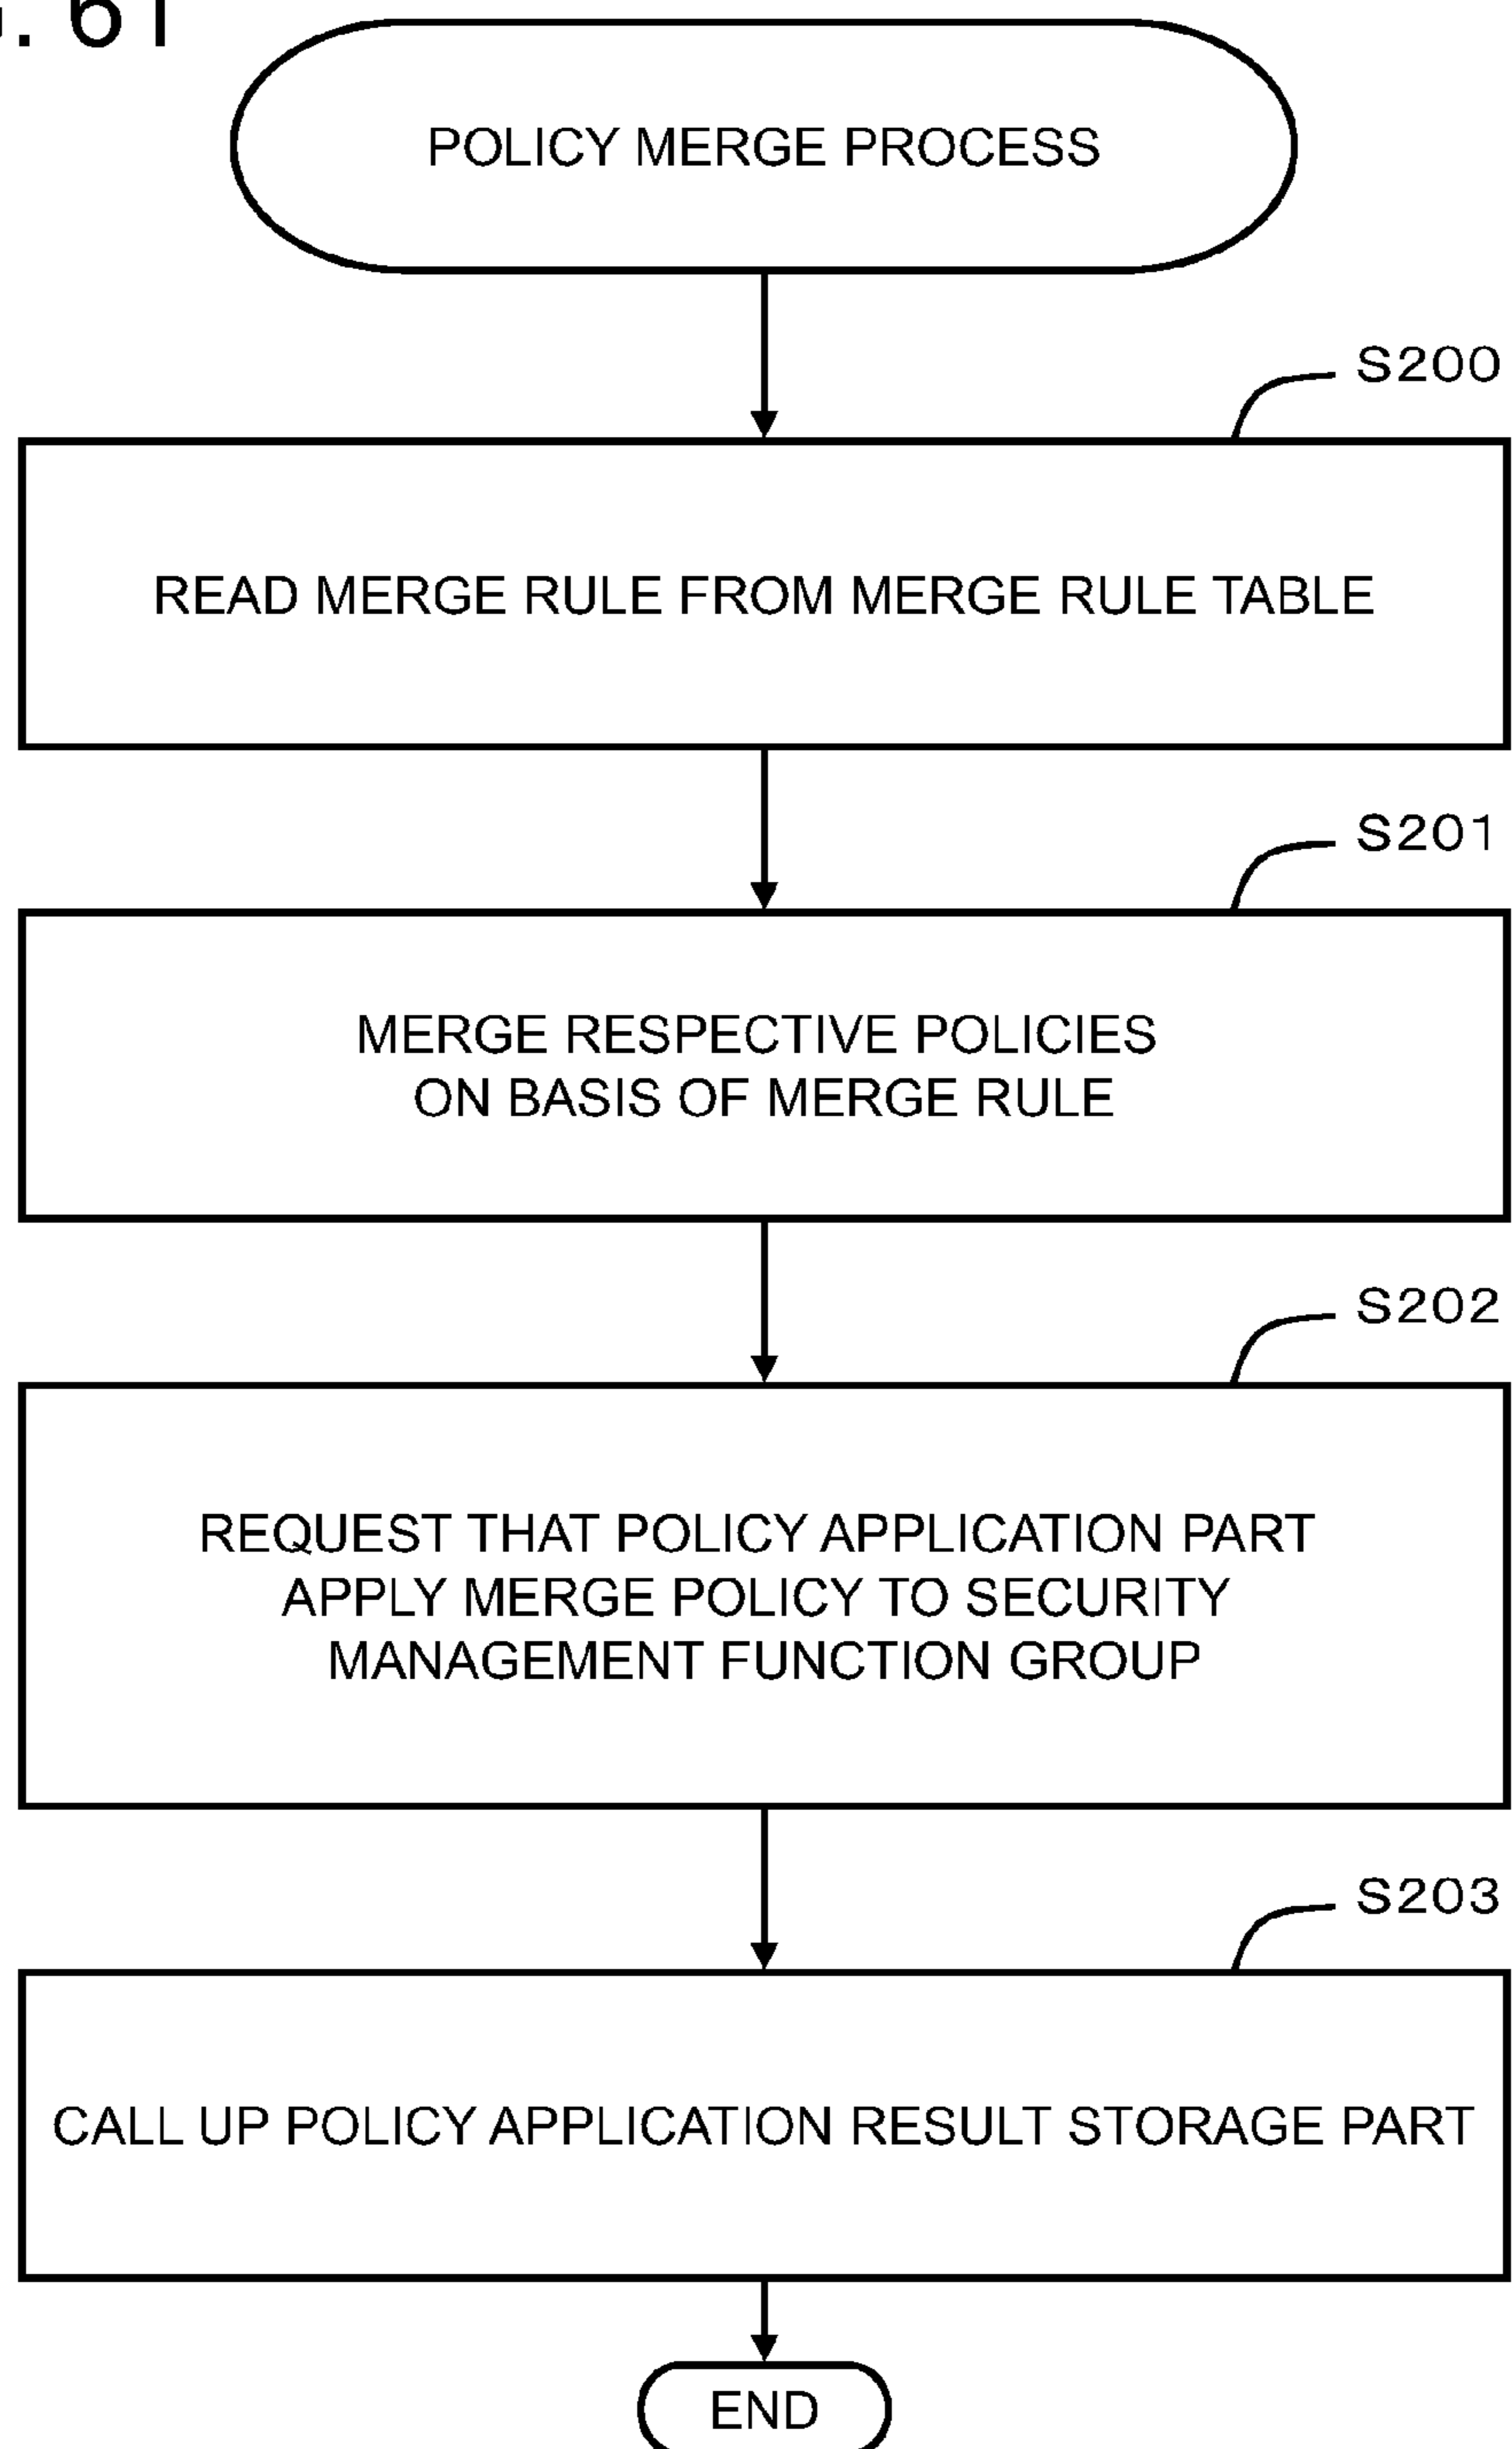 . 61
POLICY MERGE PROCESS
S200
READ MERGE RULE FROM MERGE RULE TABLE
S201
MERGE RESPECTIVE POLICIES
ON BASIS OF MERGE RULE
S202
REQUEST THAT POLICY APPLICATION PART
APPLY MERGE POLICY TO SECURITY
MANAGEMENT FUNCTION GROUP
S203
CALL UP POLICY APPLICATION RESULT STORAGE PART
END